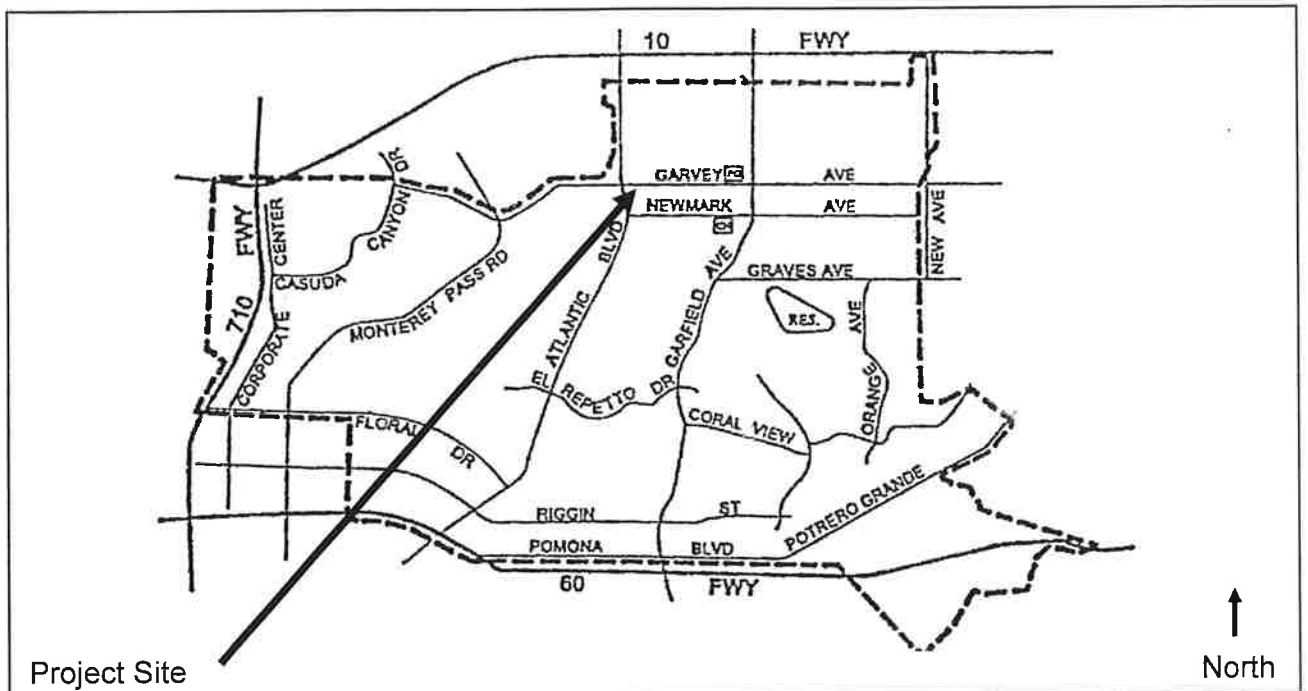 10 FWY
DR
GARVEY PO AVE
NEWMARK AVE
NEW AVE
FWY
CENTER
CANYON
CASUDA
BLVD
AVE
GRAVES AVE
MONTEREY PASS RD
710
CORPORATE
ATLANTIC
GARFIELD
RES.
AVE
ORANGE
EL REPETTO DR
FLORAL DR
CORAL VIEW
RIGGIN ST
POTRERO GRANDE
POMONA BLVD
60 FWY
Project Site
North